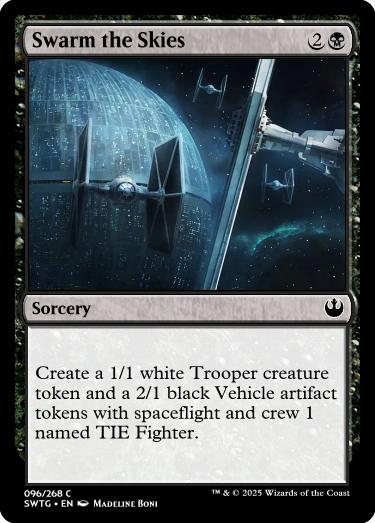 Swarm the Skies 2
Sorcery
Create a 1/1 white Trooper creature
token and a 2/1 black Vehicle artifact
tokens with spaceflight and crew 1
named TIE Fighter.
096/268 C
™ & © 2025 Wizards of the Coast
SWTG • EN Madeline Boni